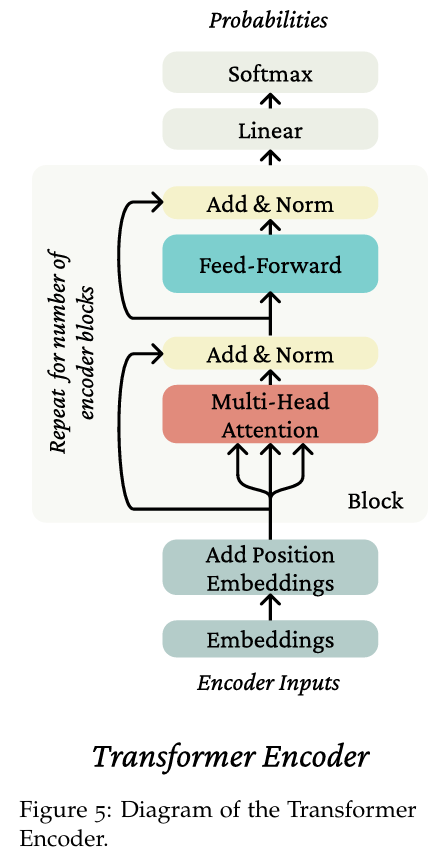 Probabilities
Softmax
Linear
Add & Norm
Feed-Forward
Repeat for number of
encoder blocks
Add & Norm
Multi-Head
Attention
Block
Add Position
Embeddings
Embeddings
Encoder Inputs
Transformer Encoder
Figure 5: Diagram of the Transformer
Encoder.